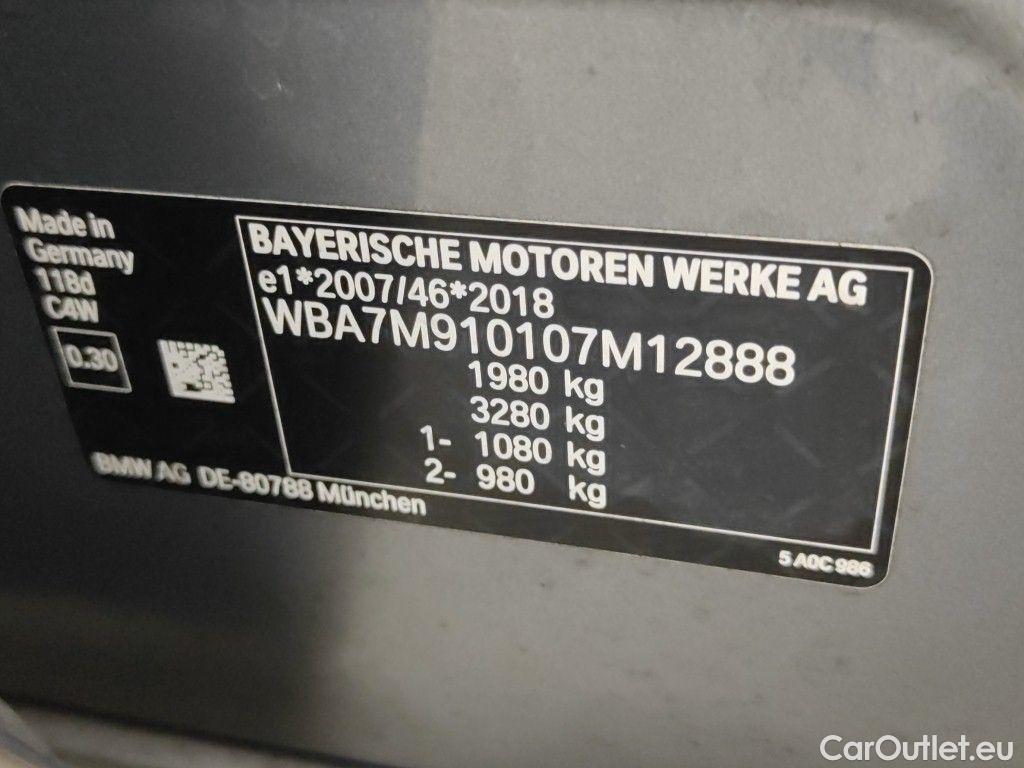 Made in
Germany
118d
C4W
0.30
BAYERISCHE MOTOREN WERKE AG
e1*2007/46*2018
WBA7M910107M12888
1980 kg
3280 kg
1- 1080 kg
2- 980 kg
BMW AG DE-80788 München
5 A0C 986
CarOutlet.eu